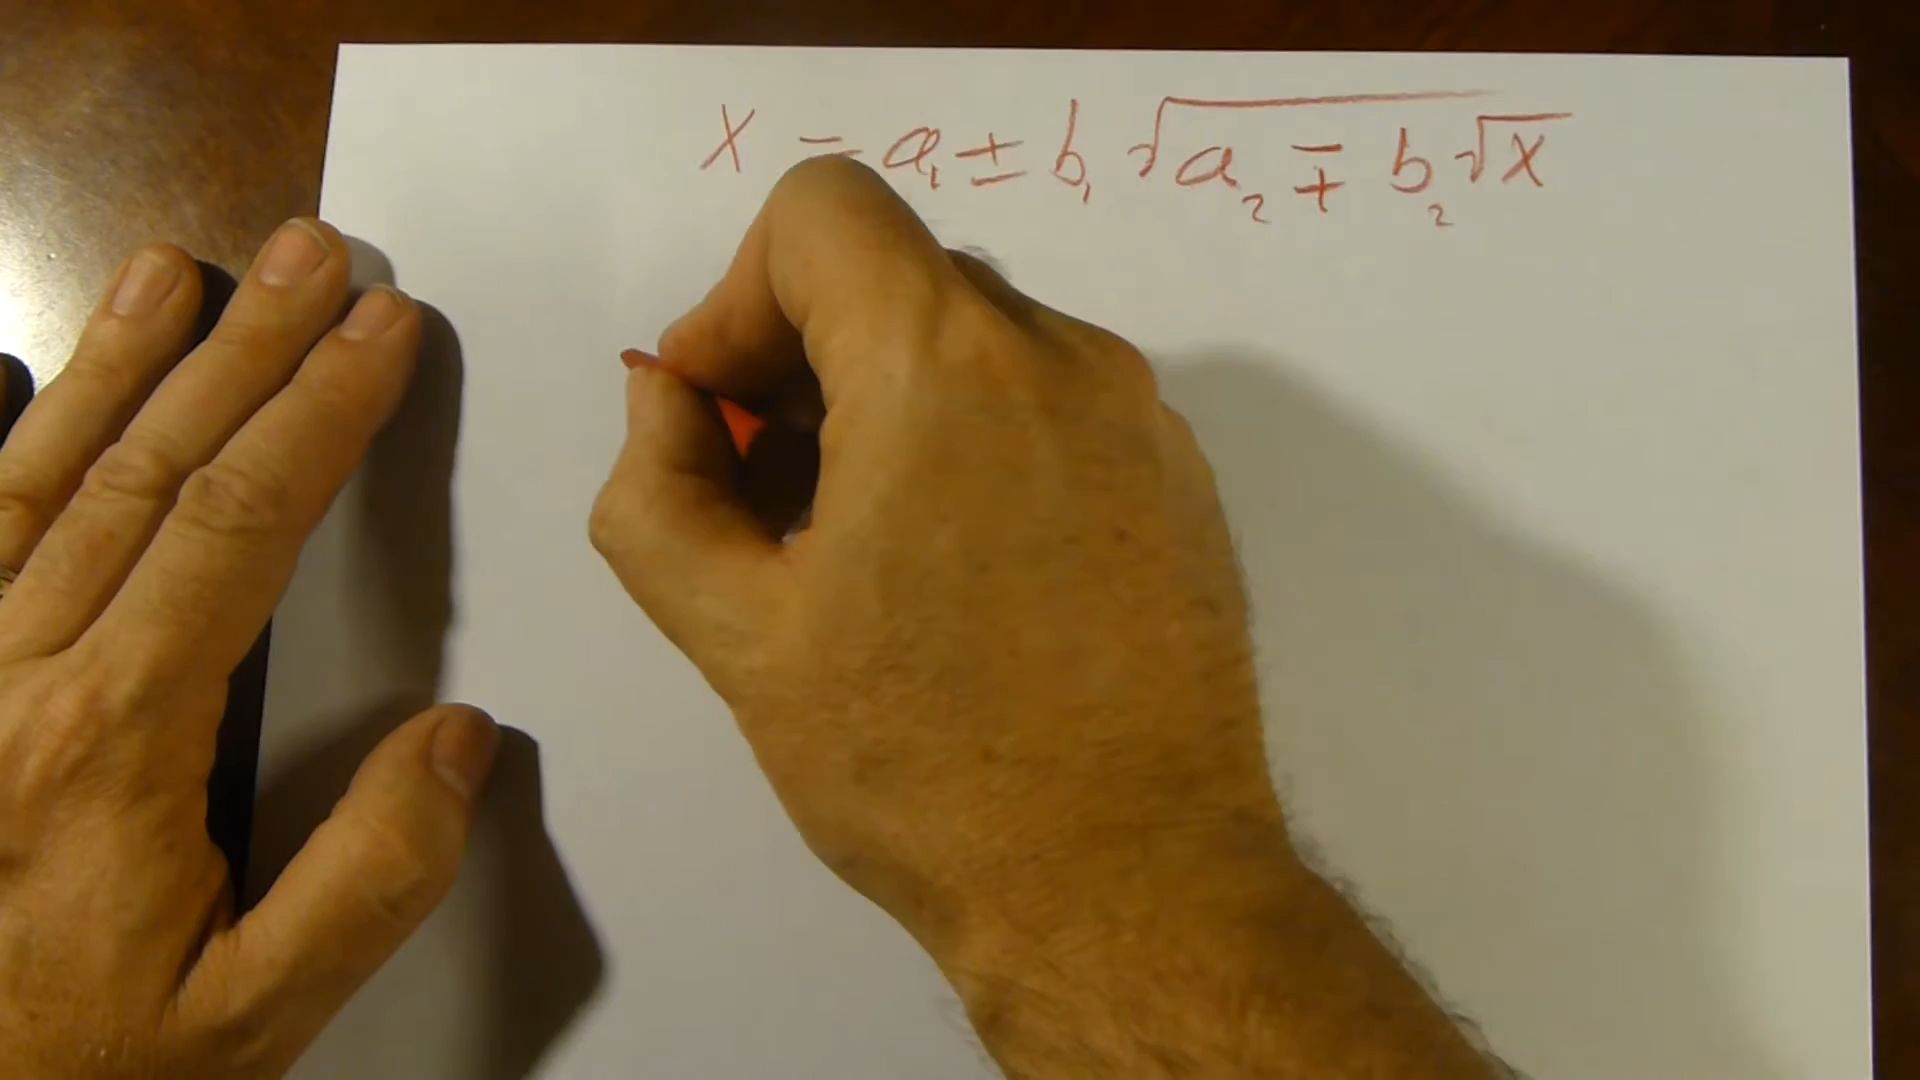 x = a₁ ± b₁ √(a₂ ∓ b₂ √x)